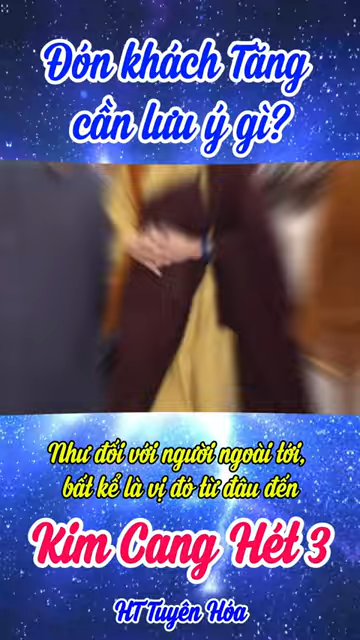 Đón khách Tăng
cần lưu ý gì?
Như đối với người ngoài tới,
bất kể là vị đó từ đâu đến
Kim Cang Hét 3
HT Tuyên Hóa